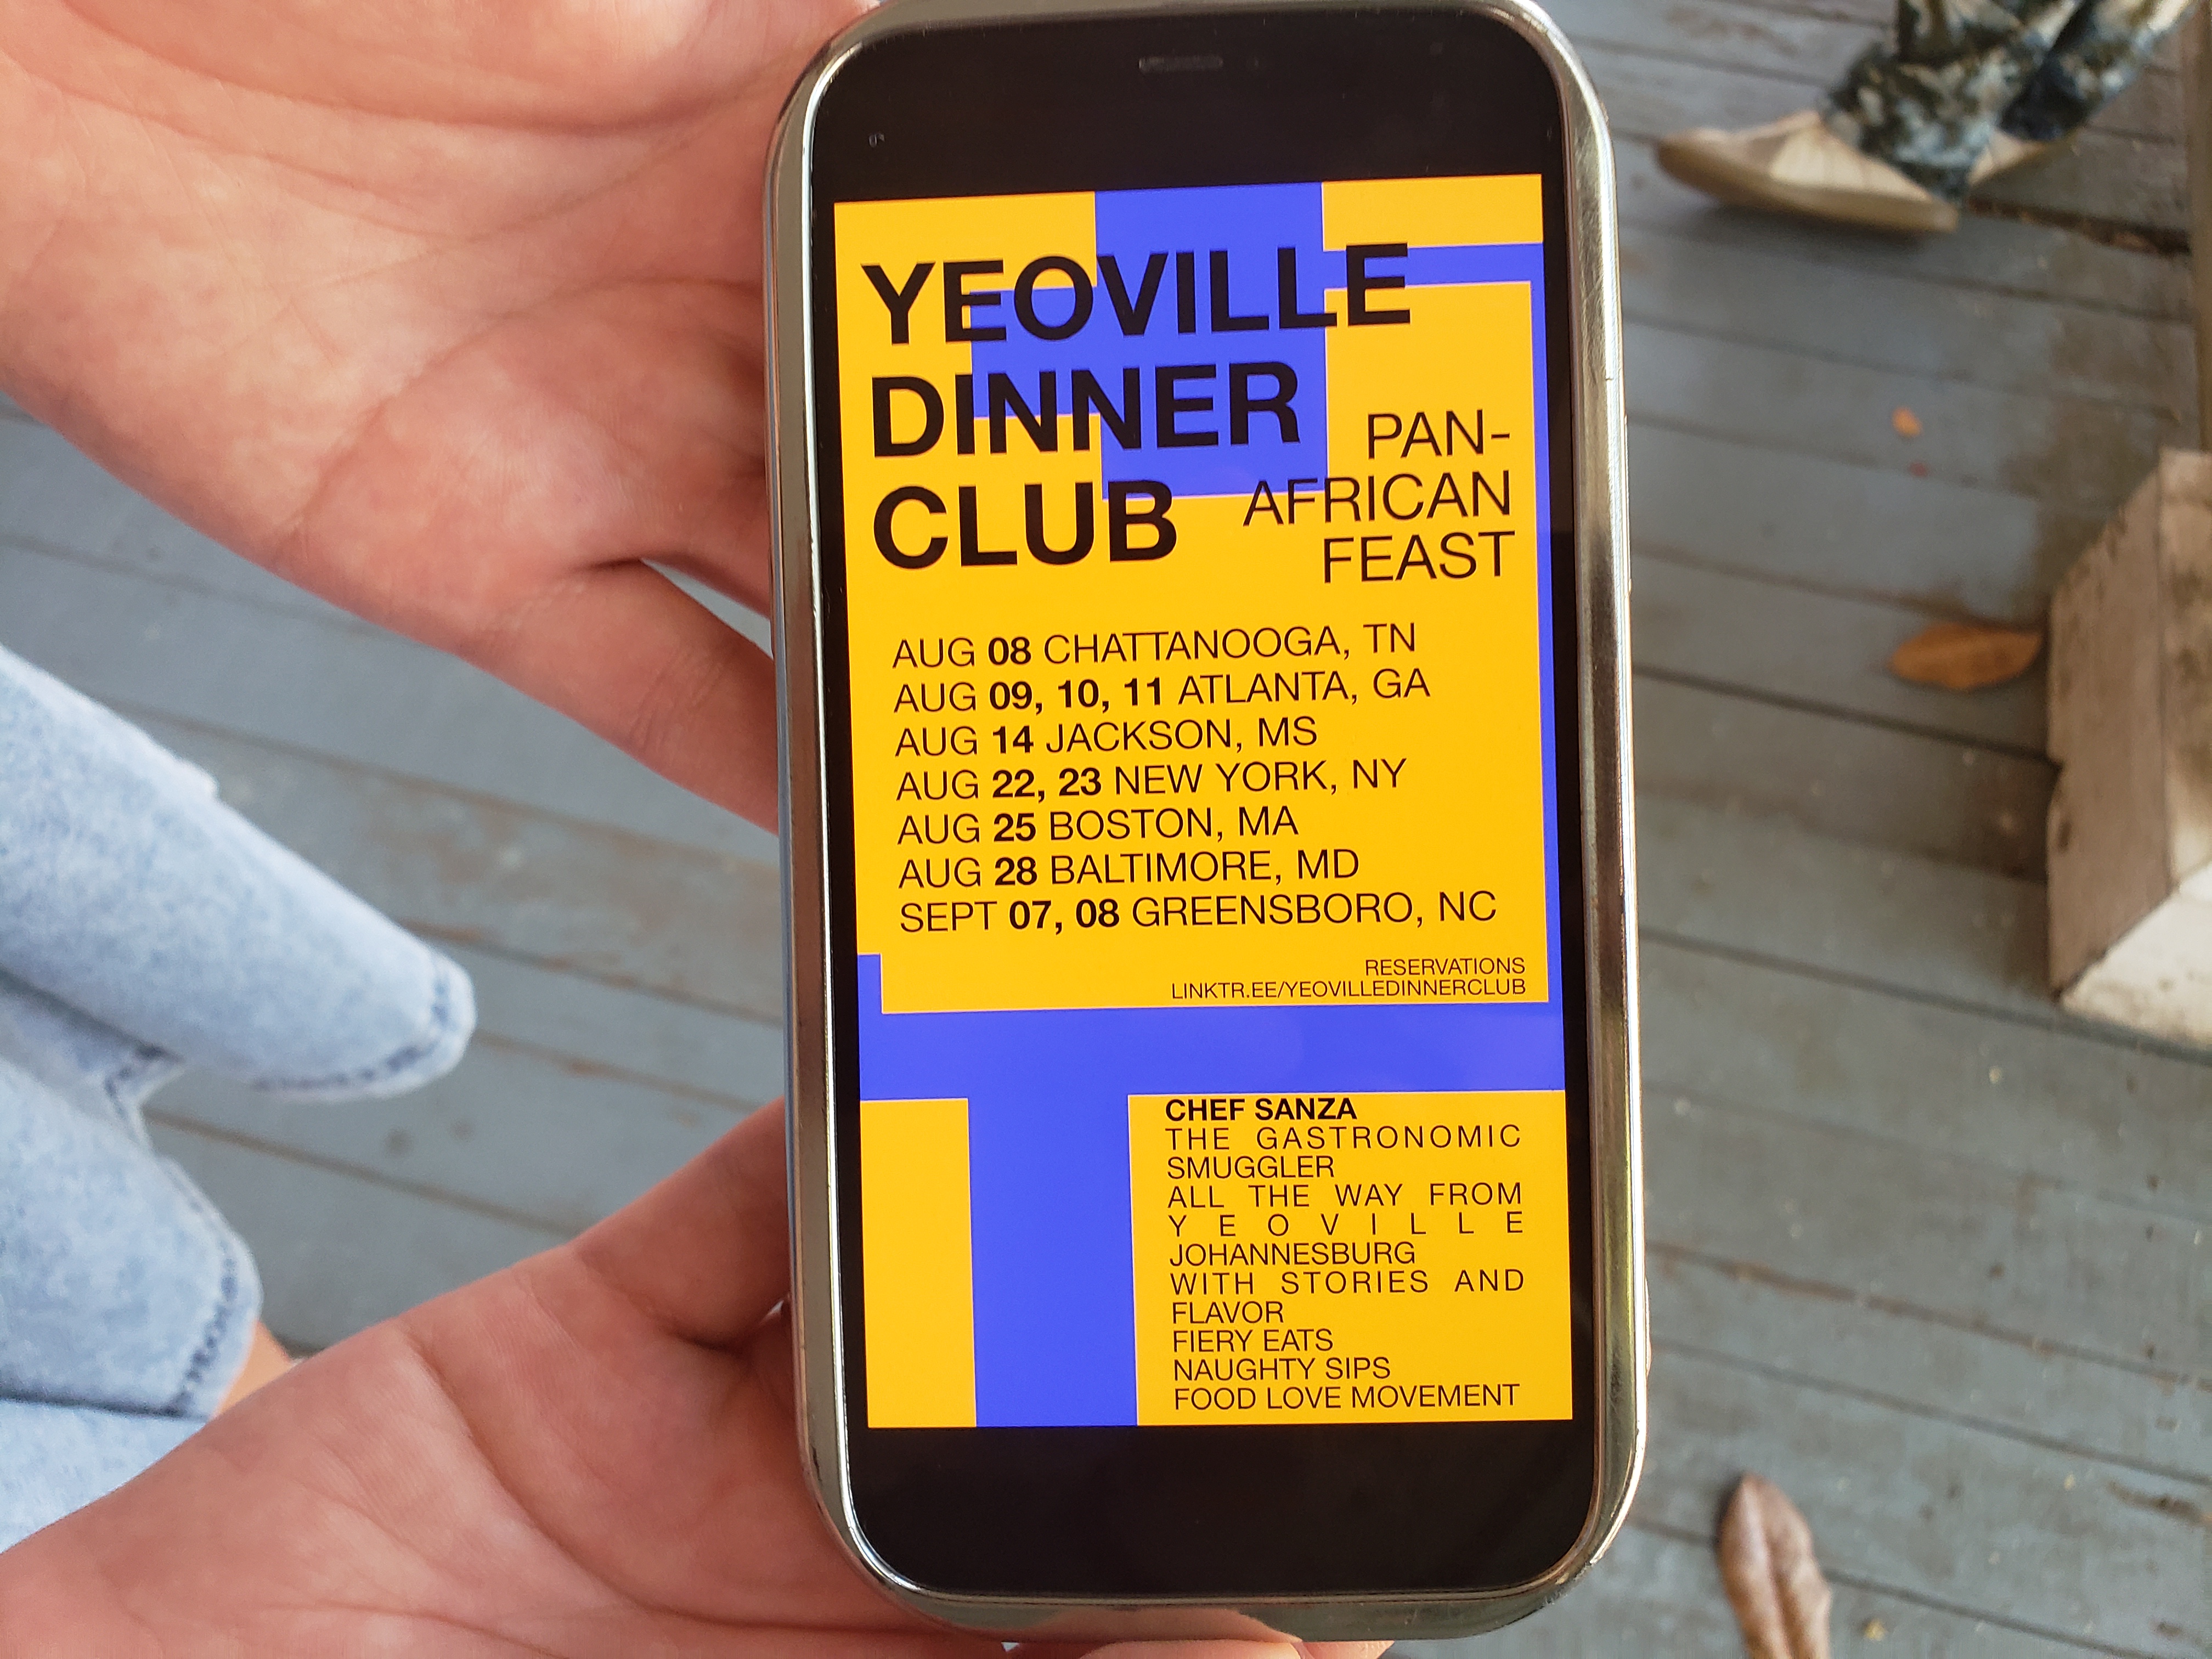 YEOVILLE
DINNER
CLUB
PAN-
AFRICAN
FEAST
AUG 08 CHATTANOOGA, TN
AUG 09, 10, 11 ATLANTA, GA
AUG 14 JACKSON, MS
AUG 22, 23 NEW YORK, NY
AUG 25 BOSTON, MA
AUG 28 BALTIMORE, MD
SEPT 07, 08 GREENSBORO, NC
RESERVATIONS
LINKTR.EE/YEOVILLEDINNERCLUB
CHEF SANZA
THE GASTRONOMIC
SMUGGLER
ALL THE WAY FROM
Y E O V I L L E
JOHANNESBURG
WITH STORIES AND
FLAVOR
FIERY EATS
NAUGHTY SIPS
FOOD LOVE MOVEMENT